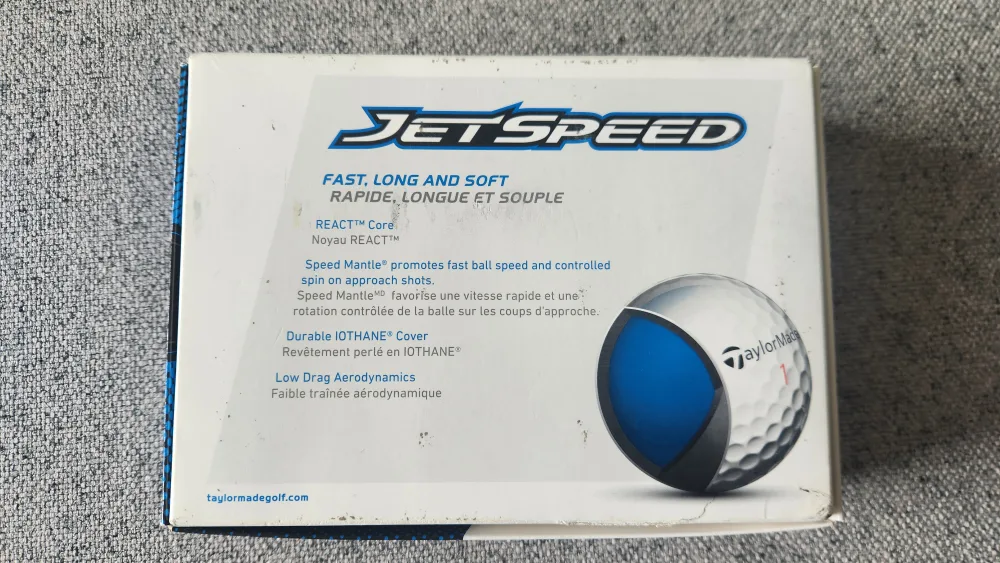 JETSPEED
FAST, LONG AND SOFT
RAPIDE, LONGUE ET SOUPLE
REACT™ Core
Noyau REACT™
Speed Mantle® promotes fast ball speed and controlled
spin on approach shots.
Speed Mantleᴹᴰ favorise une vitesse rapide et une
rotation contrôlée de la balle sur les coups d'approche.
Durable IOTHANE® Cover
Revêtement perlé en IOTHANE®
Low Drag Aerodynamics
Faible traînée aérodynamique
TaylorMade
1
taylormadegolf.com